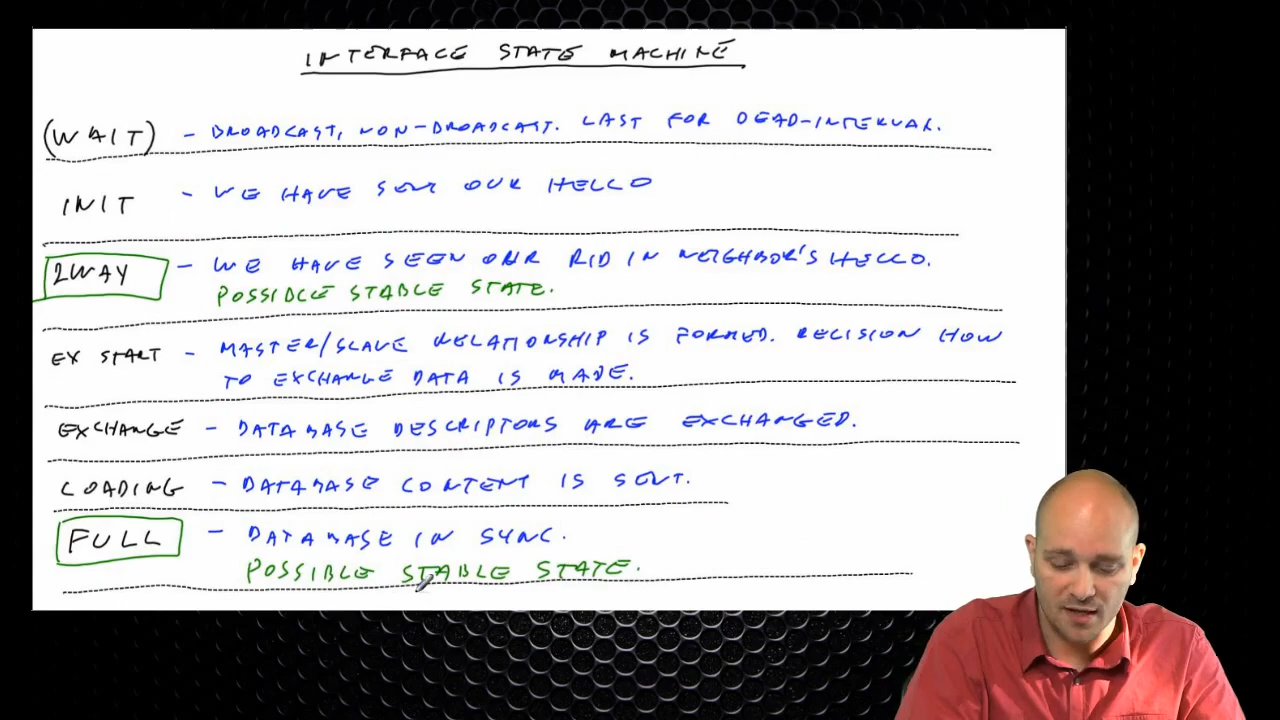 INTERFACE STATE MACHINE
(WAIT) - BROADCAST, NON-BROADCAST. LAST FOR DEAD-INTERVAL.
INIT - WE HAVE SENT OUR HELLO
2WAY - WE HAVE SEEN OUR RID IN NEIGHBOR'S HELLO.
POSSIBLE STABLE STATE.
EX START - MASTER/SLAVE RELATIONSHIP IS FORMED. DECISION HOW
TO EXCHANGE DATA IS MADE.
EXCHANGE - DATABASE DESCRIPTORS ARE EXCHANGED.
LOADING - DATABASE CONTENT IS SENT.
FULL - DATABASE IN SYNC.
POSSIBLE STABLE STATE.